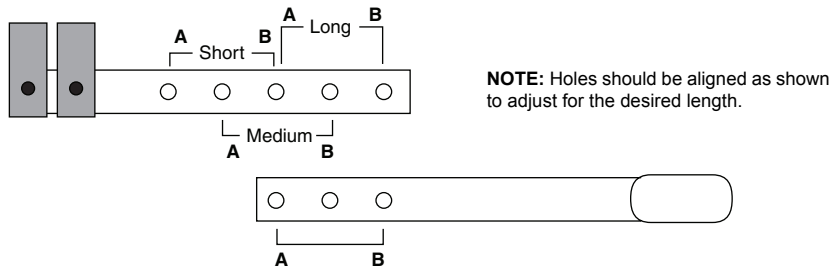 A B
A Short B Long
NOTE: Holes should be aligned as shown
to adjust for the desired length.
Medium
A B
A B